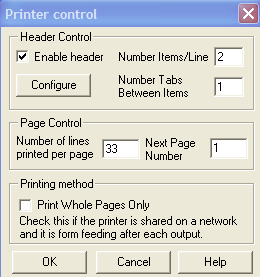 Printer control
Header Control
Enable header
Number Items/Line
2
Configure
Number Tabs
Between Items
1
Page Control
Number of lines
printed per page
33
Next Page
Number
1
Printing method
Print Whole Pages Only
Check this if the printer is shared on a network
and it is form feeding after each output.
OK
Cancel
Help